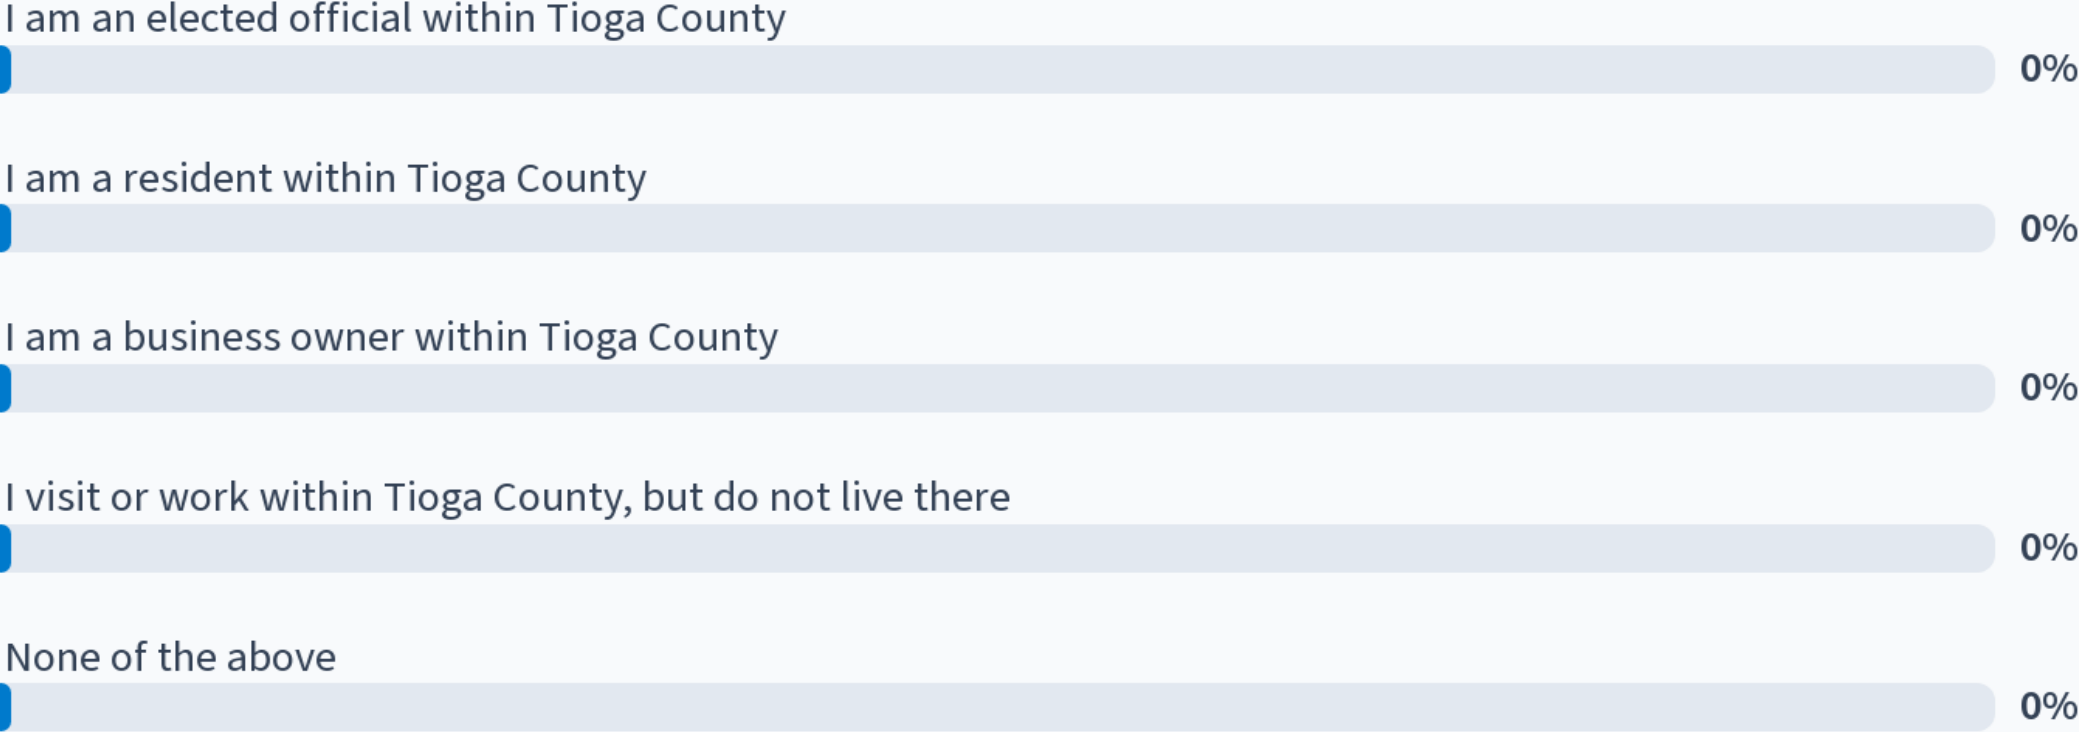 I am an elected official within Tioga County
0%
I am a resident within Tioga County
0%
I am a business owner within Tioga County
0%
I visit or work within Tioga County, but do not live there
0%
None of the above
0%